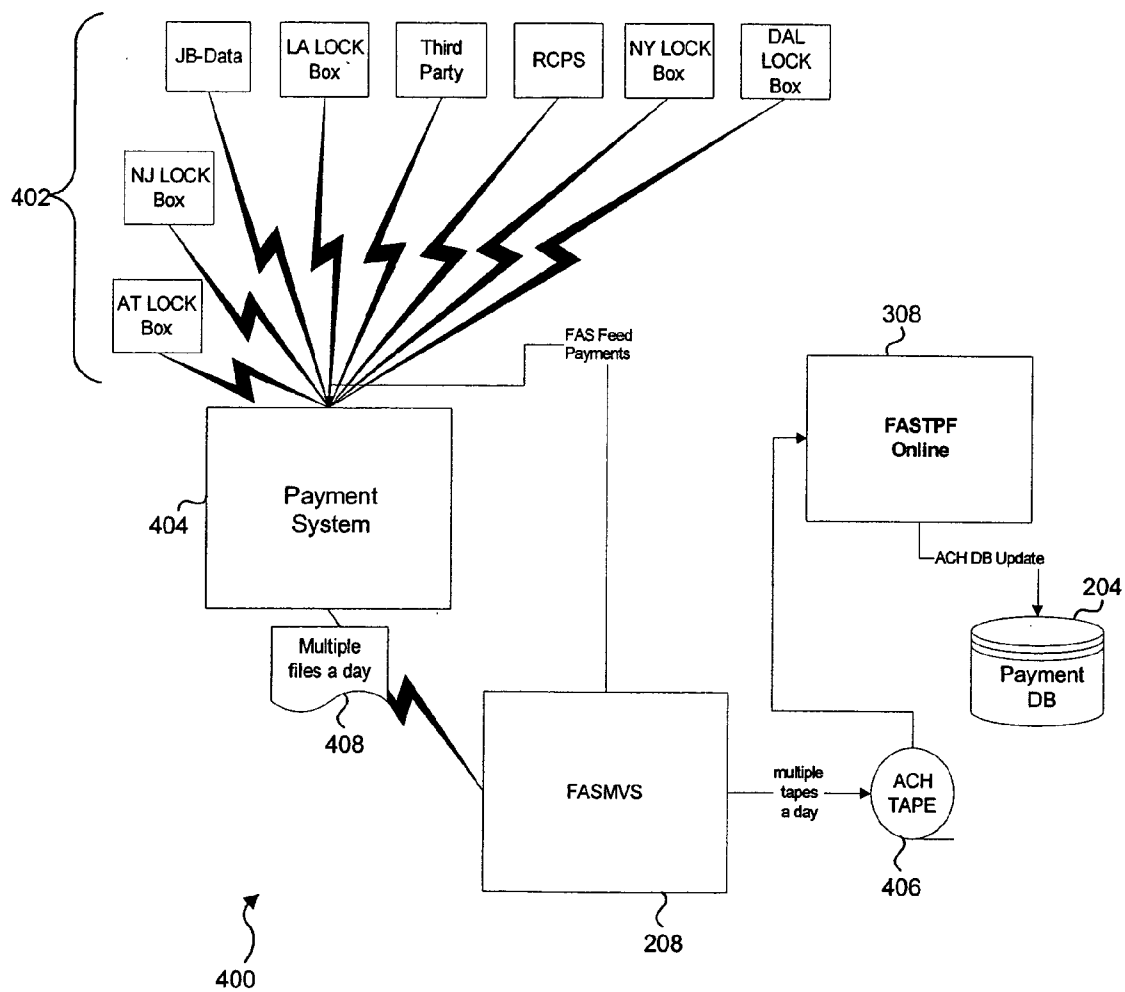 JB-Data
LA LOCK
Box
Third
Party
RCPS
NY LOCK
Box
DAL
LOCK
Box
402
NJ LOCK
Box
AT LOCK
Box
FAS Feed
Payments
308
FASTPF
Online
404
Payment
System
ACH DB Update
204
Payment
DB
Multiple
files a day
408
FASMVS
multiple
tapes
a day
ACH
TAPE
406
208
400